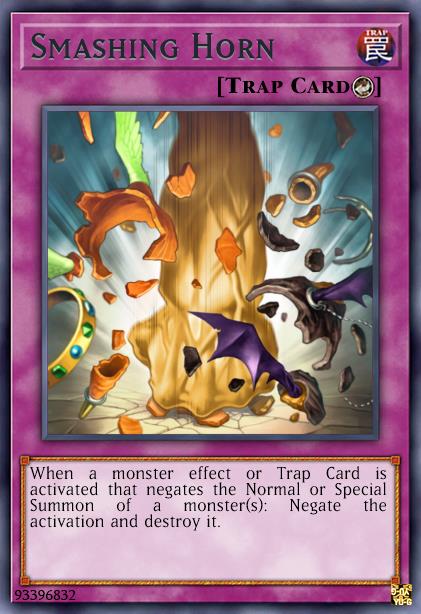 SMASHING HORN
TRAP
罠
[TRAP CARD]
When a monster effect or Trap Card is
activated that negates the Normal or Special
Summon of a monster(s): Negate the
activation and destroy it.
93396832